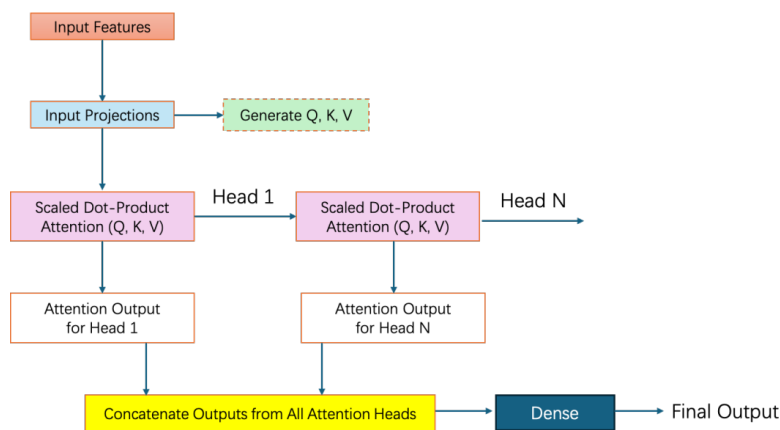 Input Features
Input Projections
Generate Q, K, V
Head 1
Head N
Scaled Dot-Product
Attention (Q, K, V)
Scaled Dot-Product
Attention (Q, K, V)
Attention Output
for Head 1
Attention Output
for Head N
Concatenate Outputs from All Attention Heads
Dense
Final Output